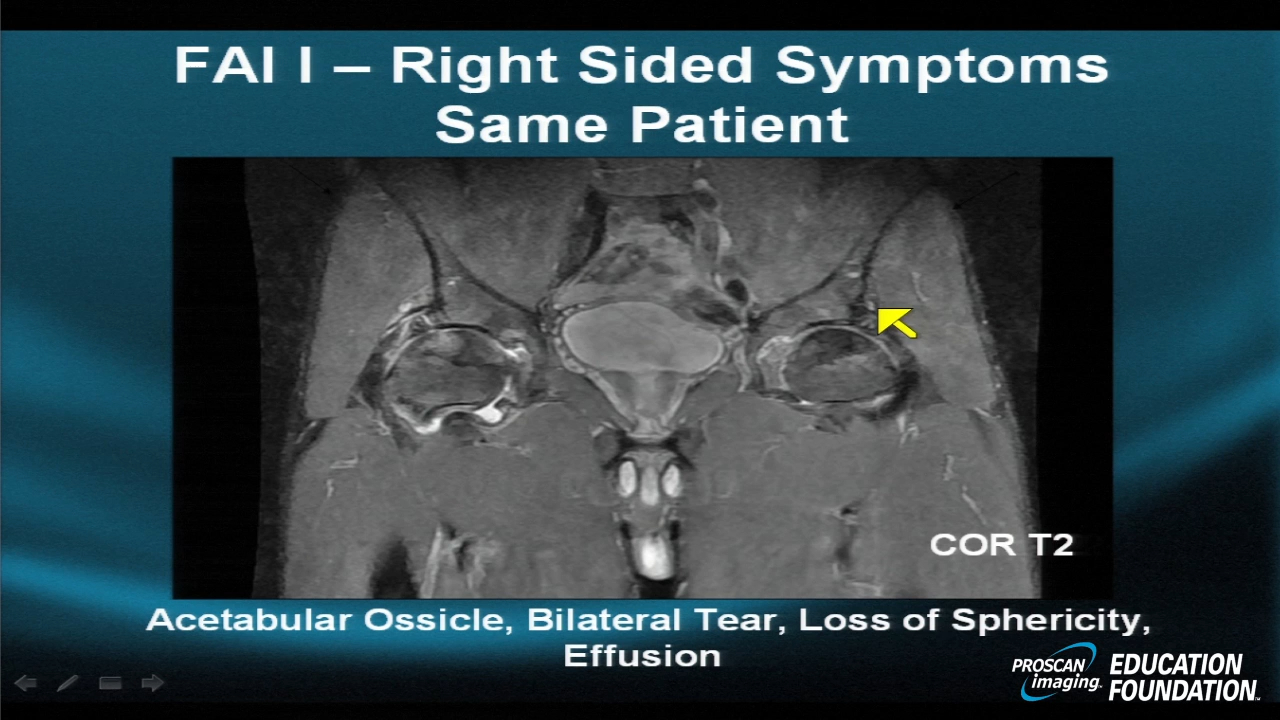 FAI I – Right Sided Symptoms
Same Patient
COR T2
Acetabular Ossicle, Bilateral Tear, Loss of Sphericity,
Effusion
PROSCAN
imaging
EDUCATION
FOUNDATION